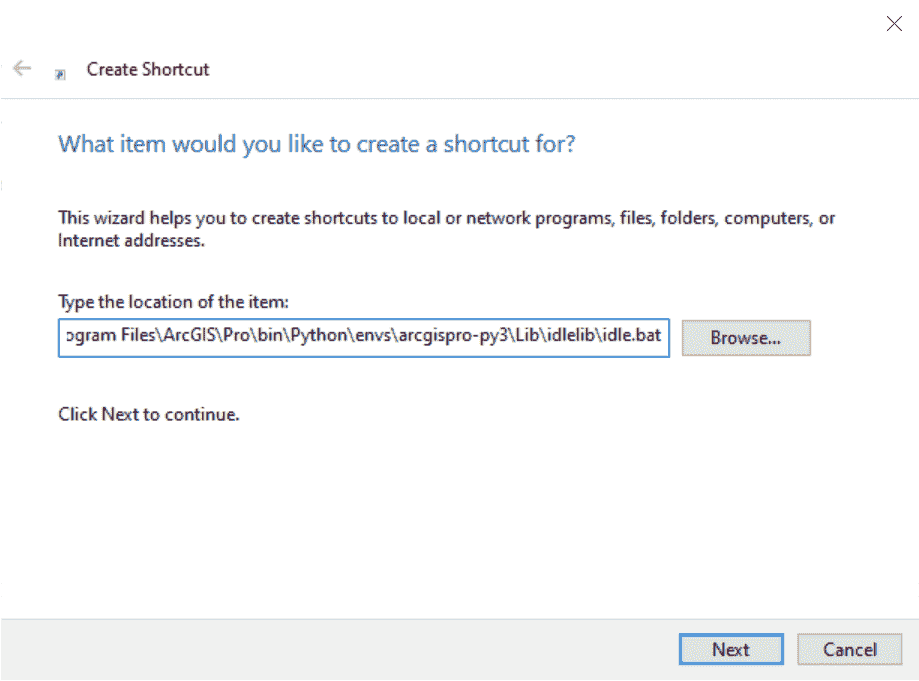 Create Shortcut
What item would you like to create a shortcut for?
This wizard helps you to create shortcuts to local or network programs, files, folders, computers, or
Internet addresses.
Type the location of the item:
ogram Files\ArcGIS\Pro\bin\Python\envs\arcgispro-py3\Lib\idlelib\idle.bat
Browse...
Click Next to continue.
Next
Cancel